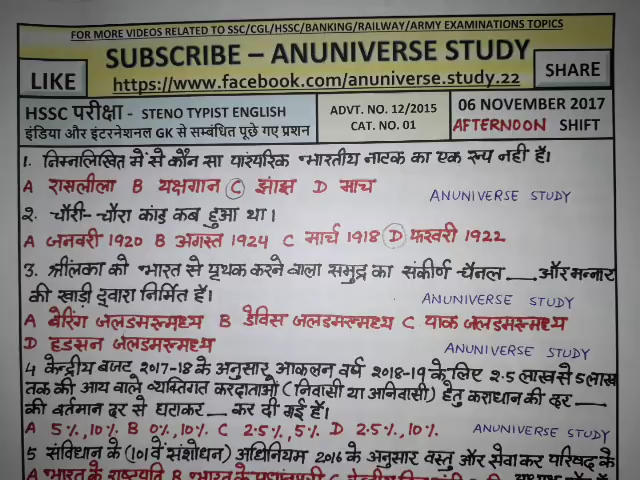 FOR MORE VIDEOS RELATED TO SSC/CGL/HSSC/BANKING/RAILWAY/ARMY EXAMINATIONS TOPICS
SUBSCRIBE – ANUNIVERSE STUDY
LIKE
https://www.facebook.com/anuniverse.study.22
SHARE
HSSC परीक्षा - STENO TYPIST ENGLISH
इंडिया और इंटरनेशनल GK से सम्बंधित पूछे गए प्रशन
ADVT. NO. 12/2015
CAT. NO. 01
06 NOVEMBER 2017
AFTERNOON SHIFT
1. निम्नलिखित में से कौन सा पारंपरिक भारतीय नाटक का एक रूप नही है।
A रासलीला B यक्षगान C झांझ D माच
ANUNIVERSE STUDY
2. चौरी-चौरा कांड कब हुआ था।
A जनवरी 1920 B अगस्त 1924 C मार्च 1918 D फरवरी 1922
3. श्रीलंका को भारत से पृथक करने वाला समुद्र का संकीर्ण चैनल ___ और मन्नार
की खाड़ी द्वारा निर्मित है।
ANUNIVERSE STUDY
A बेरिंग जलडमरूमध्य B डेविस जलडमरूमध्य C पाक जलडमरूमध्य
D हडसन जलडमरूमध्य
ANUNIVERSE STUDY
4 केन्द्रीय बजट 2017-18 के अनुसार आकलन वर्ष 2018-19 के लिए 2.5 लाख से 5 लाख
तक की आय वाले व्यक्तिगत करदाताओं (निवासी या अनिवासी) हेतु कराधान की दर ___
की वर्तमान दर से घटाकर ___ कर दी गई है।
A 5%,10% B 0%,10% C 2.5%,5% D 2.5%,10%
ANUNIVERSE STUDY
5 संविधान के (101 वें संशोधन) अधिनियम 2016 के अनुसार वस्तु और सेवा कर परिषद के
A भारत के राष्ट्रपति B भारत के प्रधानमंत्री C